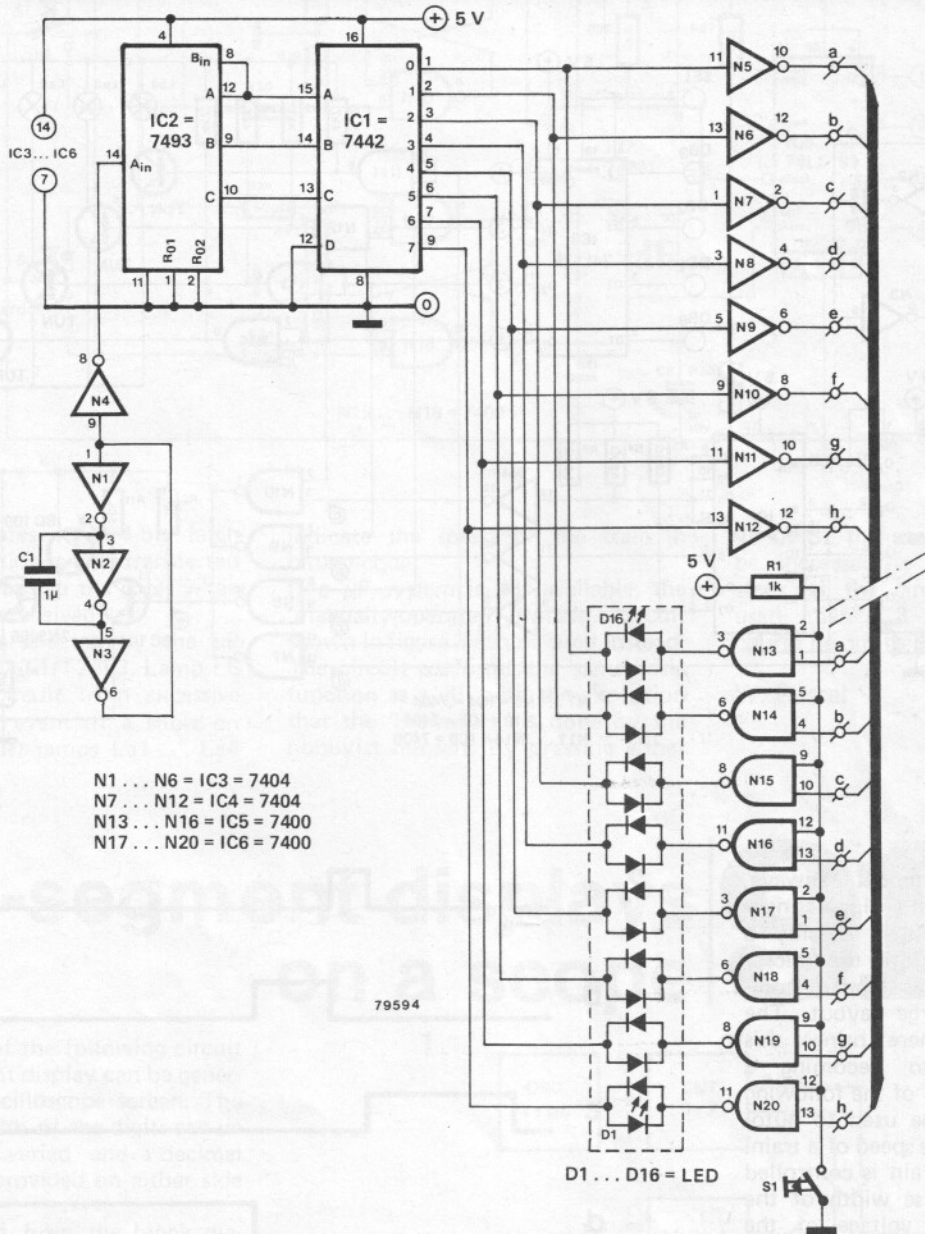 5 V
4
16
8
Bin
0
1
11
N5
10
a
A
12
15
A
1
2
IC2 =
7493
IC1 =
7442
2
3
13
N6
12
b
14
IC3... IC6
7
B
9
14
B
3
4
14
Ain
4
5
C
10
13
C
5
6
1
N7
2
c
6
7
12
D
7
9
3
N8
4
d
R01
R02
11
1
2
8
0
5
N9
6
e
8
N4
9
9
N10
8
f
1
N1
2
11
N11
10
g
3
N2
4
13
N12
12
h
C1
1µ
5
N3
6
5 V
R1
1k
D16
3
N13
2
1
a
6
N14
5
4
b
8
N15
9
10
c
N1 ... N6 = IC3 = 7404
N7 ... N12 = IC4 = 7404
N13 ... N16 = IC5 = 7400
N17 ... N20 = IC6 = 7400
11
N16
12
13
d
3
N17
2
1
e
6
N18
5
4
f
79594
8
N19
9
10
g
11
N20
12
13
h
D1
D1 ... D16 = LED
S1